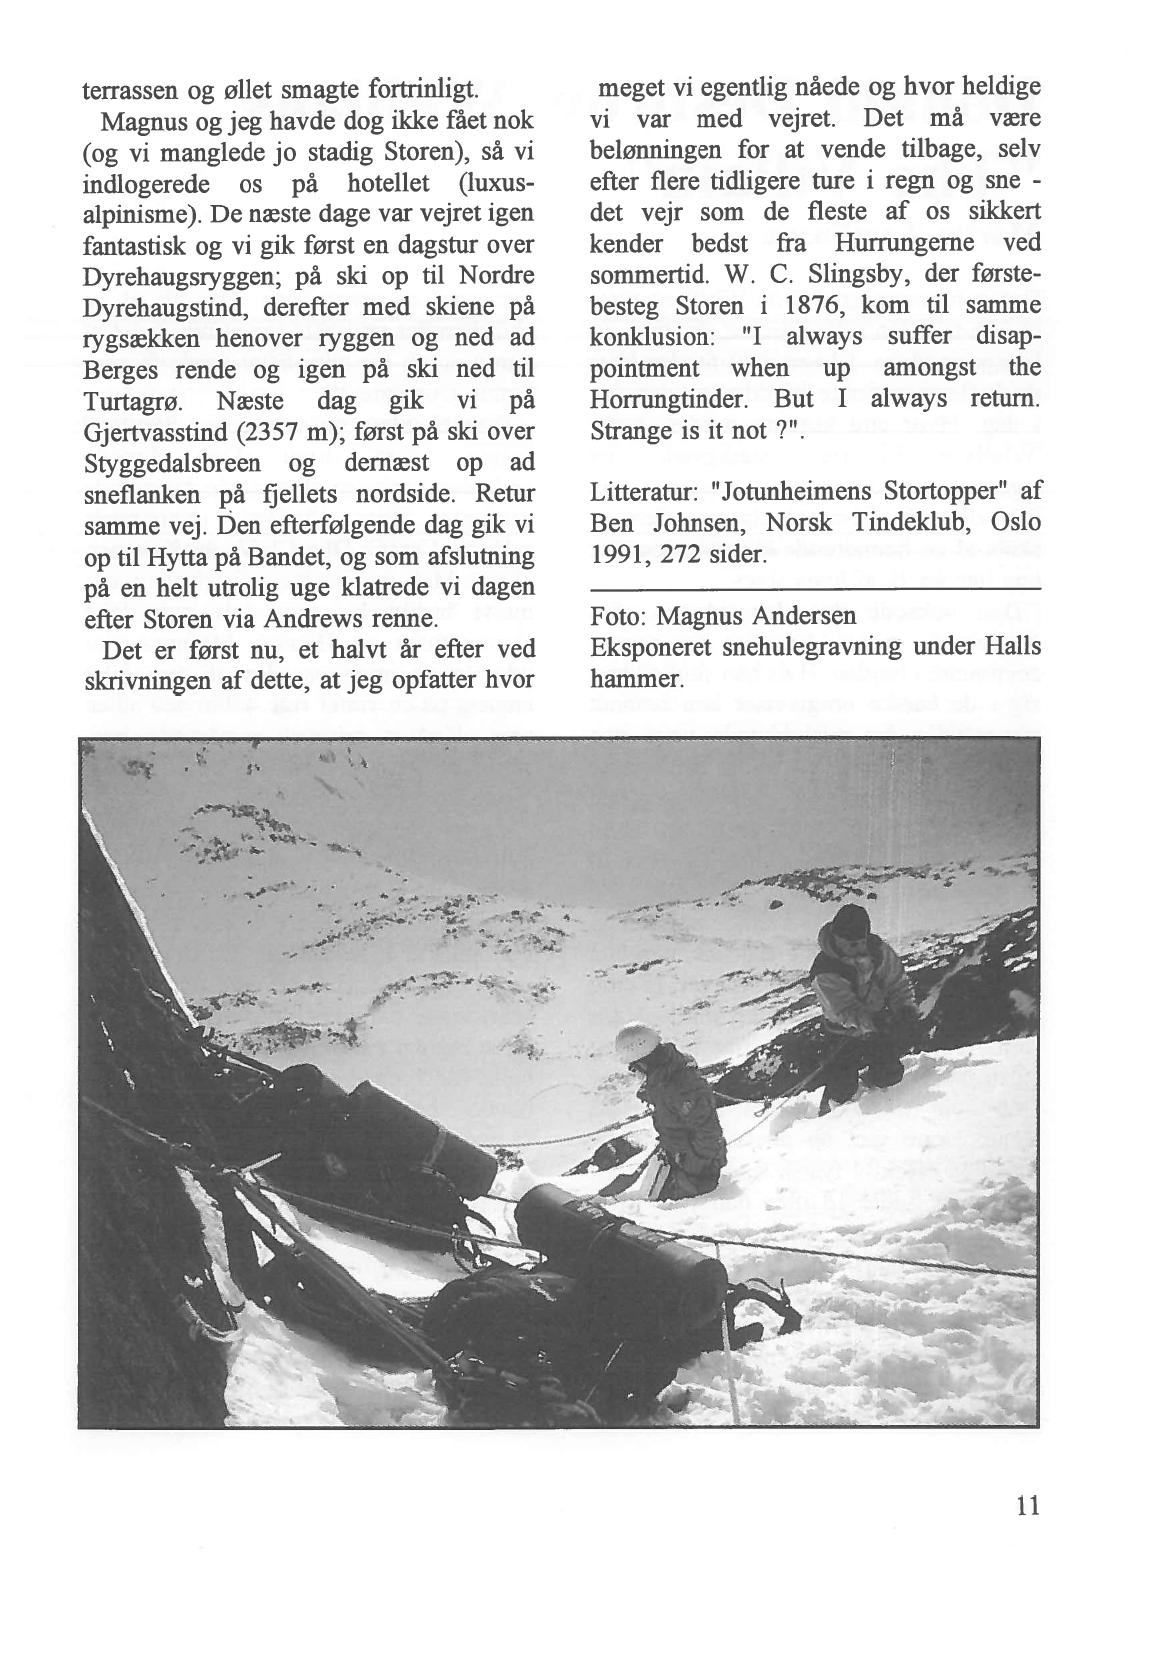 terrassen og øllet smagte fortrinligt.
Magnus og jeg havde dog ikke fået nok
(og vi manglede jo stadig Storen), så vi
indlogerede os på hotellet (luxus-
alpinisme). De næste dage var vejret igen
fantastisk og vi gik først en dagstur over
Dyrehaugsryggen; på ski op til Nordre
Dyrehaugstind, derefter med skiene på
rygsækken henover ryggen og ned ad
Berges rende og igen på ski ned til
Turtagrø. Næste dag gik vi på
Gjertvasstind (2357 m); først på ski over
Styggedalsbreen og dernæst op ad
sneflanken på fjellets nordside. Retur
samme vej. Den efterfølgende dag gik vi
op til Hytta på Bandet, og som afslutning
på en helt utrolig uge klatrede vi dagen
efter Storen via Andrews renne.
Det er først nu, et halvt år efter ved
skrivningen af dette, at jeg opfatter hvor
meget vi egentlig nåede og hvor heldige
vi var med vejret. Det må være
belønningen for at vende tilbage, selv
efter flere tidligere ture i regn og sne -
det vejr som de fleste af os sikkert
kender bedst fra Hurrungerne ved
sommertid. W. C. Slingsby, der første-
besteg Storen i 1876, kom til samme
konklusion: "I always suffer disap-
pointment when up amongst the
Horrungtinder. But I always return.
Strange is it not ?".
Litteratur: "Jotunheimens Stortopper" af
Ben Johnsen, Norsk Tindeklub, Oslo
1991, 272 sider.
Foto: Magnus Andersen
Eksponeret snehulegravning under Halls
hammer.
11